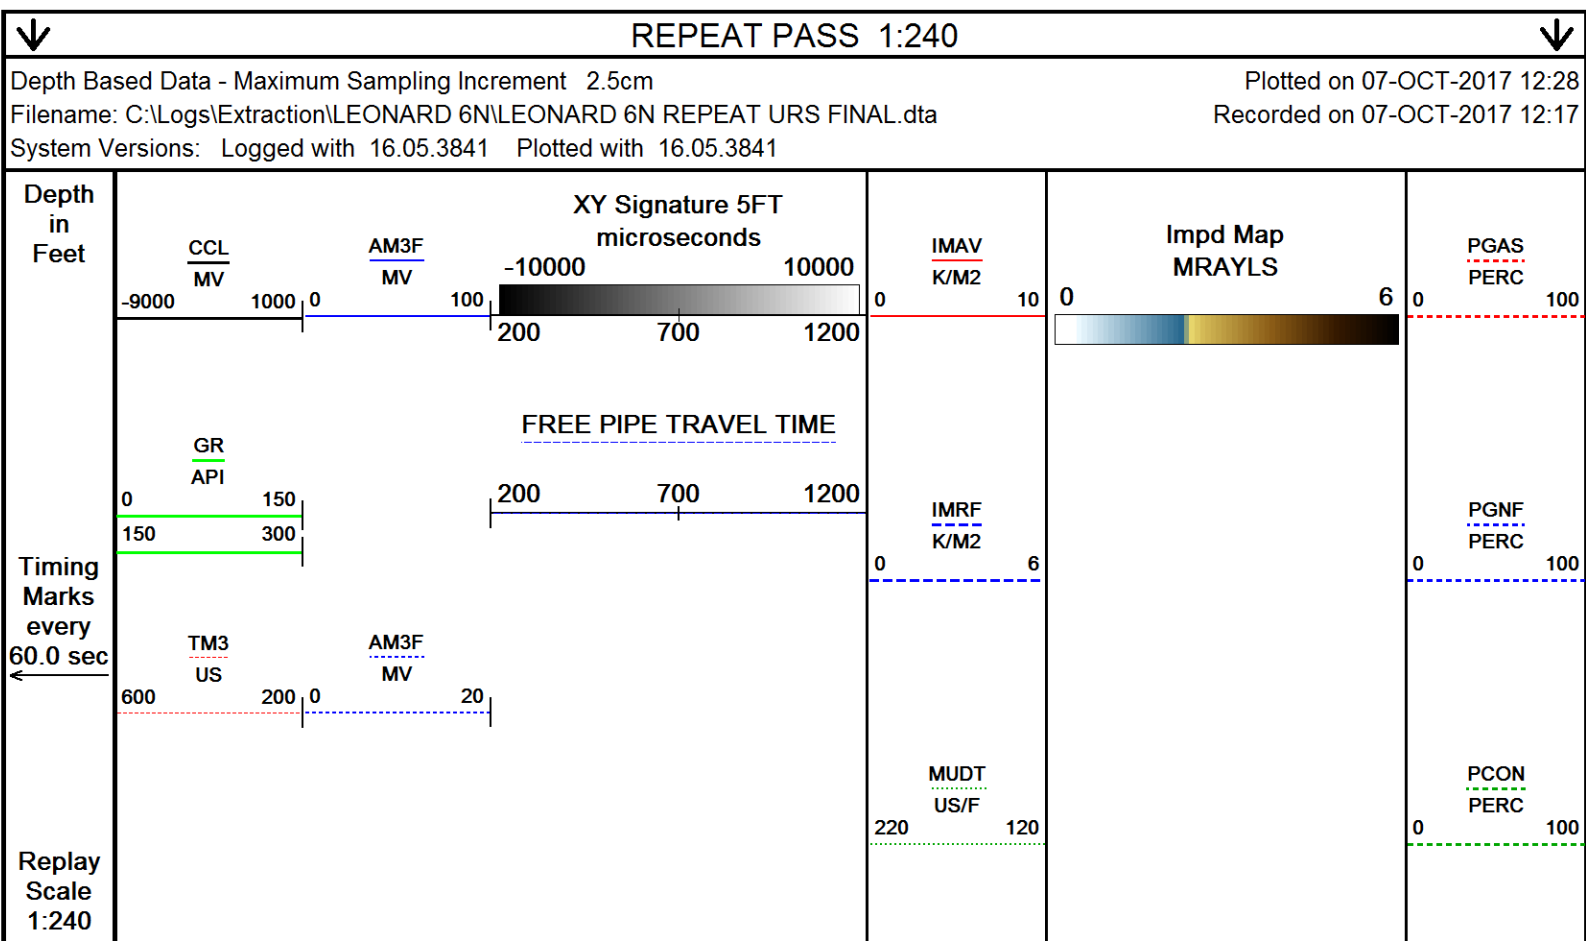 REPEAT PASS 1:240
Depth Based Data - Maximum Sampling Increment 2.5cm
Plotted on 07-OCT-2017 12:28
Filename: C:\Logs\Extraction\LEONARD 6N\LEONARD 6N REPEAT URS FINAL.dta
Recorded on 07-OCT-2017 12:17
System Versions: Logged with 16.05.3841 Plotted with 16.05.3841
Depth
in
Feet
Timing
Marks
every
60.0 sec
Replay
Scale
1:240
CCL
MV
-9000 1000
GR
API
0 150
150 300
TM3
US
600 200
AM3F
MV
0 100
AM3F
MV
0 20
XY Signature 5FT
microseconds
-10000 10000
200 700 1200
FREE PIPE TRAVEL TIME
200 700 1200
IMAV
K/M2
0 10
IMRF
K/M2
0 6
MUDT
US/F
220 120
Impd Map
MRAYLS
0 6
PGAS
PERC
0 100
PGNF
PERC
0 100
PCON
PERC
0 100